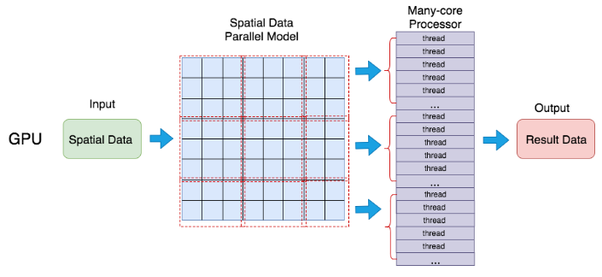 Spatial Data
Parallel Model
Many-core
Processor
GPU
Input
Spatial Data
thread
thread
thread
thread
thread
...
thread
thread
thread
thread
thread
...
thread
thread
thread
thread
thread
...
Output
Result Data